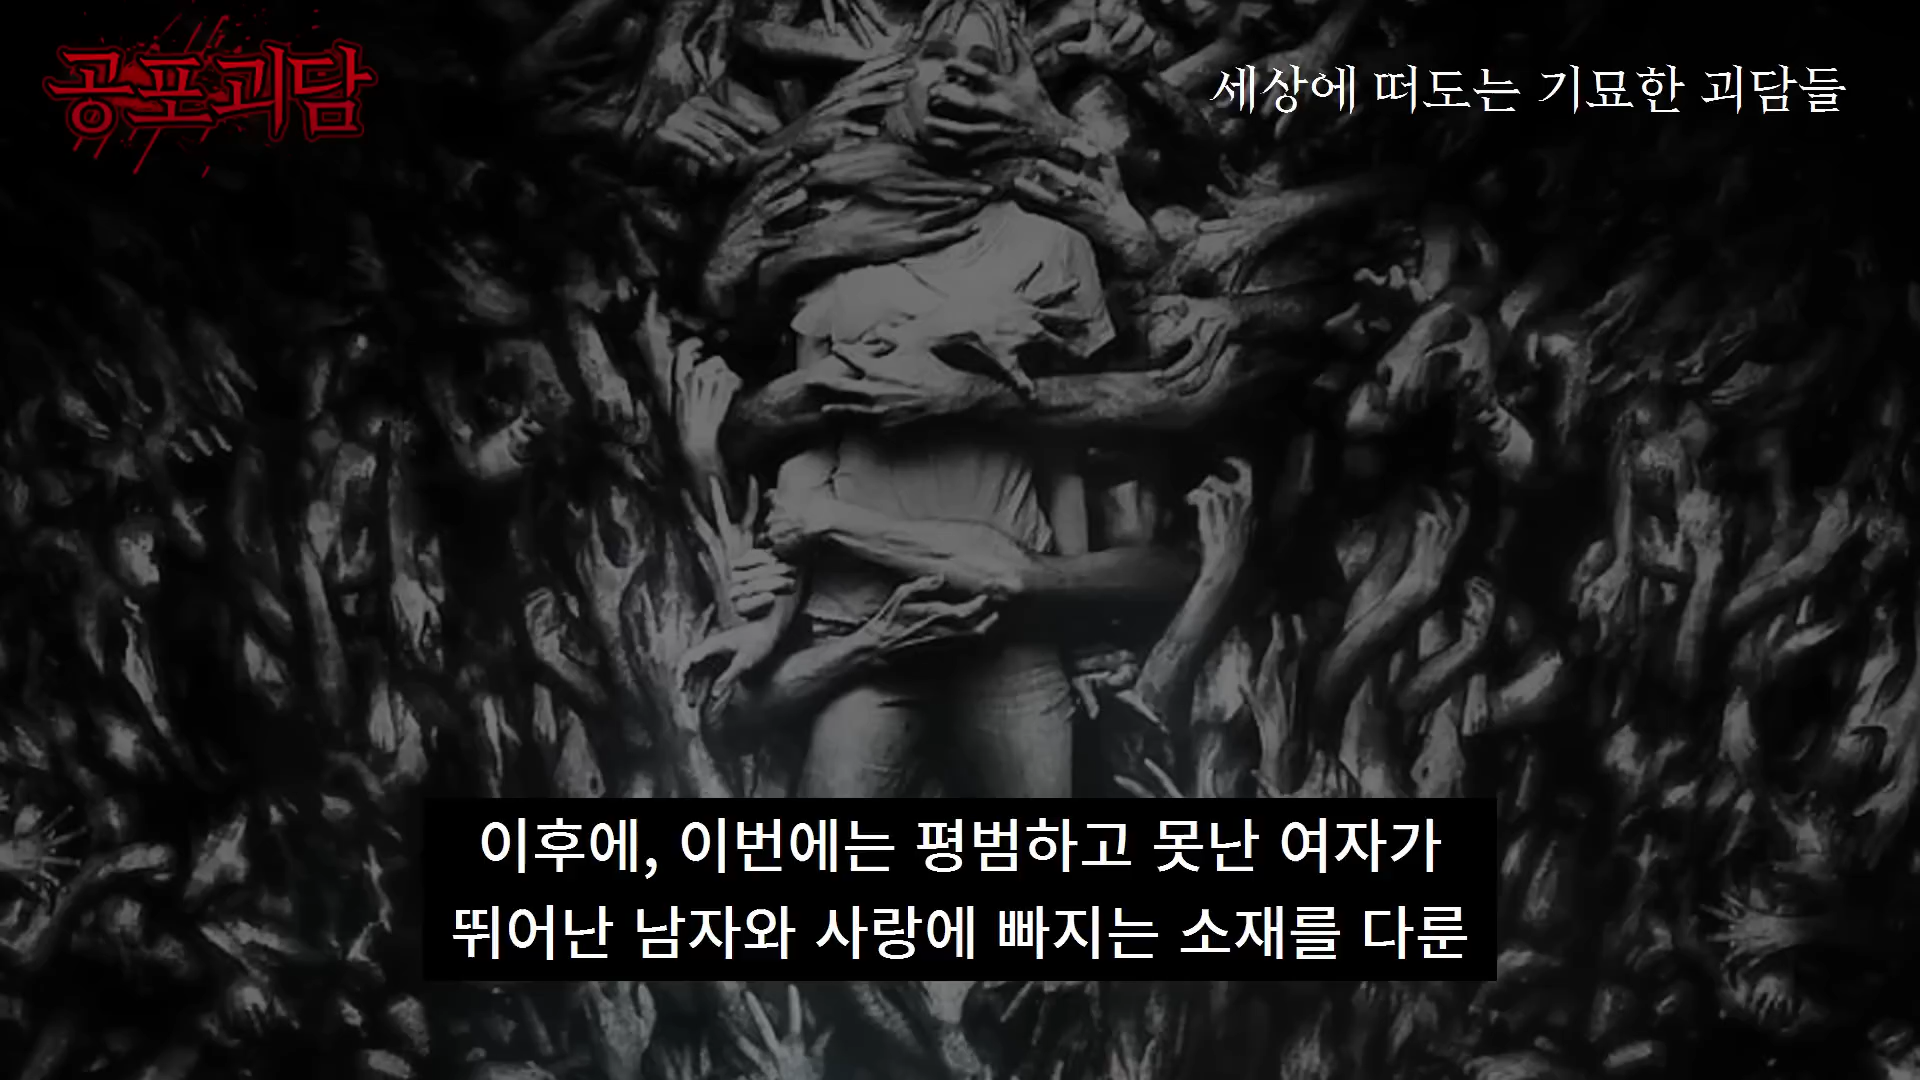 공포괴담
세상에 떠도는 기묘한 괴담들
이후에, 이번에는 평범하고 못난 여자가
뛰어난 남자와 사랑에 빠지는 소재를 다룬